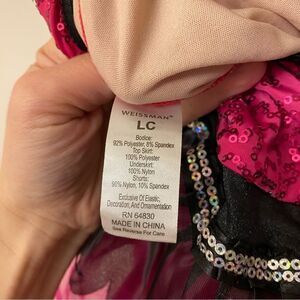 WEISSMAN®
LC
Bodice:
92% Polyester, 8% Spandex
Top Skirt:
100% Polyester
Underskirt:
100% Nylon
Shorts:
90% Nylon, 10% Spandex
Exclusive Of Elastic,
Decoration, And Ornamentation
RN 64830
MADE IN CHINA
See Reverse For Care